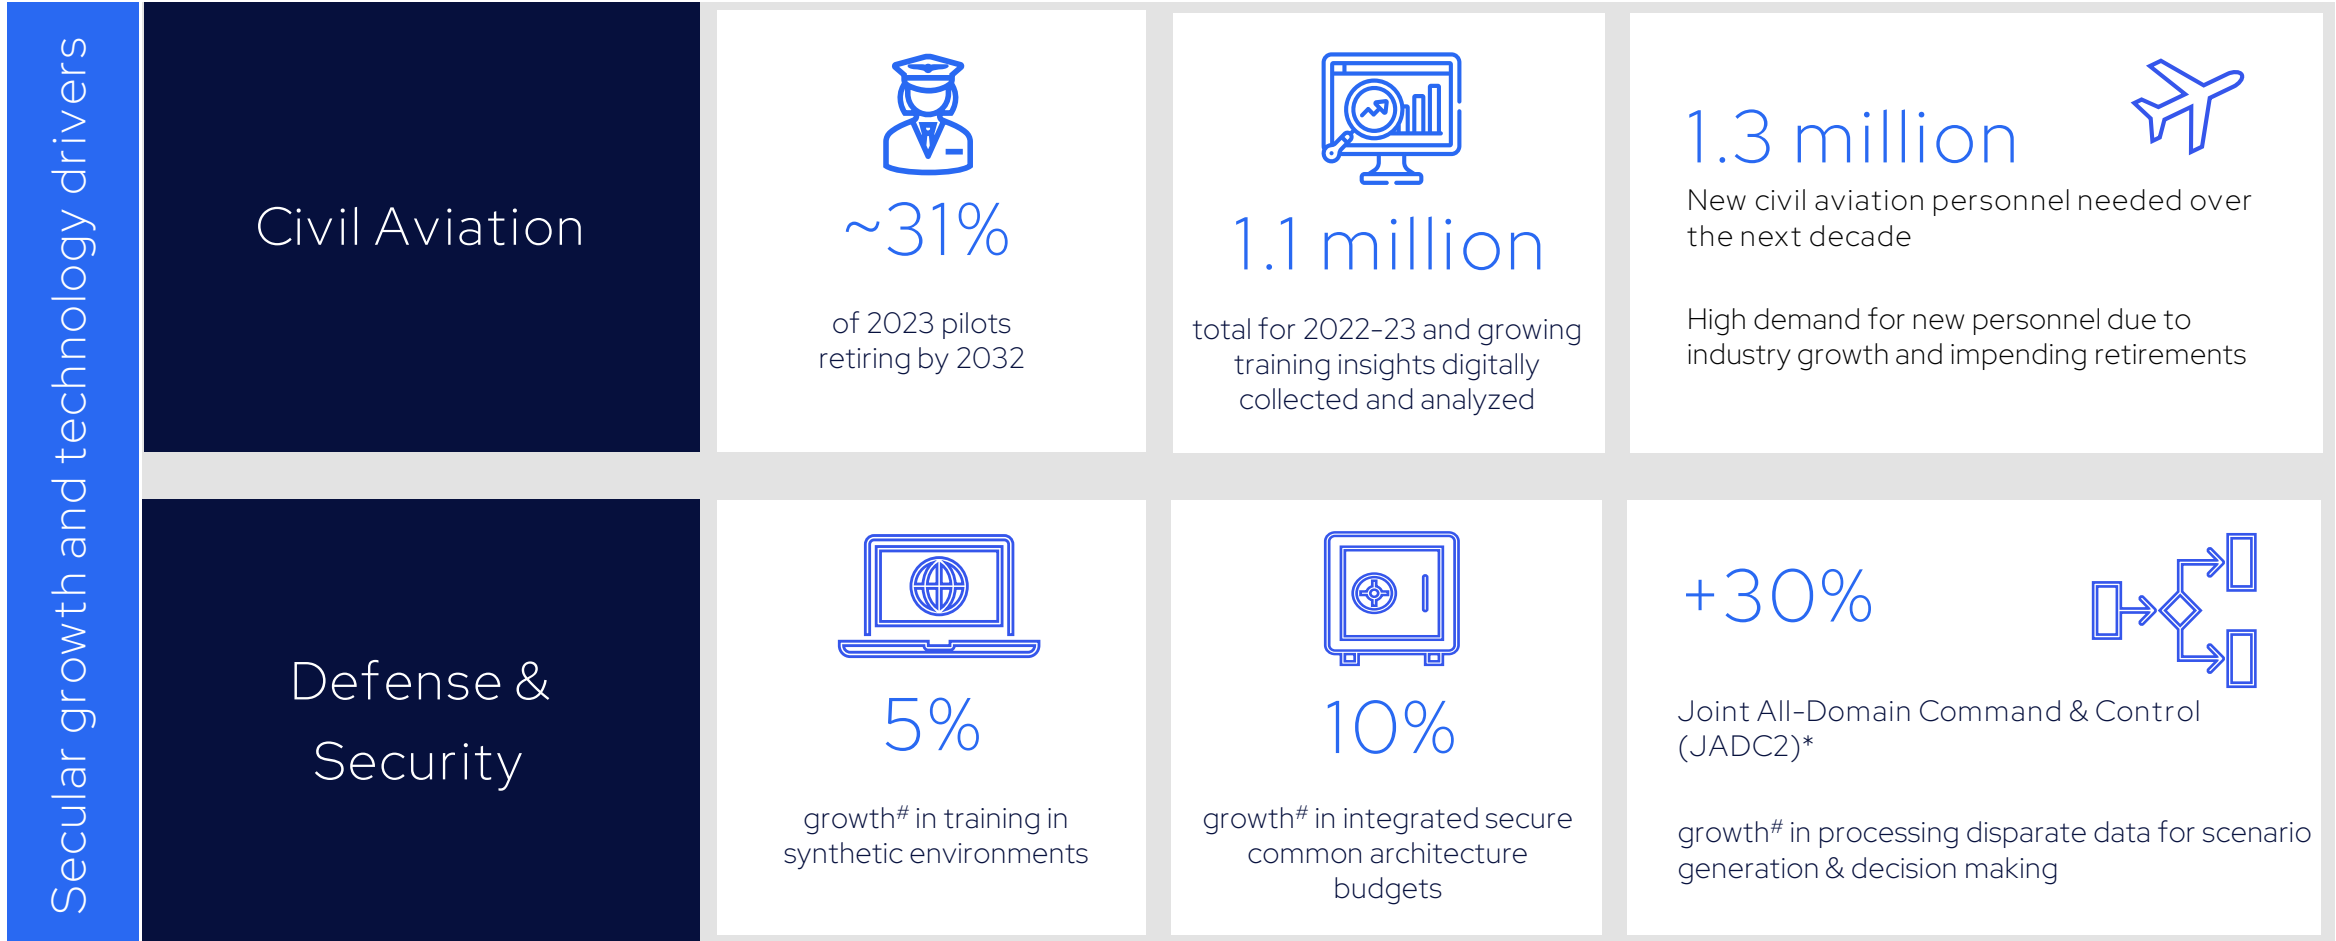 Secular growth and technology drivers
Civil Aviation
~31%
of 2023 pilots
retiring by 2032
1.1 million
total for 2022-23 and growing
training insights digitally
collected and analyzed
1.3 million
New civil aviation personnel needed over
the next decade
High demand for new personnel due to
industry growth and impending retirements
Defense &
Security
5%
growth# in training in
synthetic environments
10%
growth# in integrated secure
common architecture
budgets
+30%
Joint All-Domain Command & Control
(JADC2)*
growth# in processing disparate data for scenario
generation & decision making